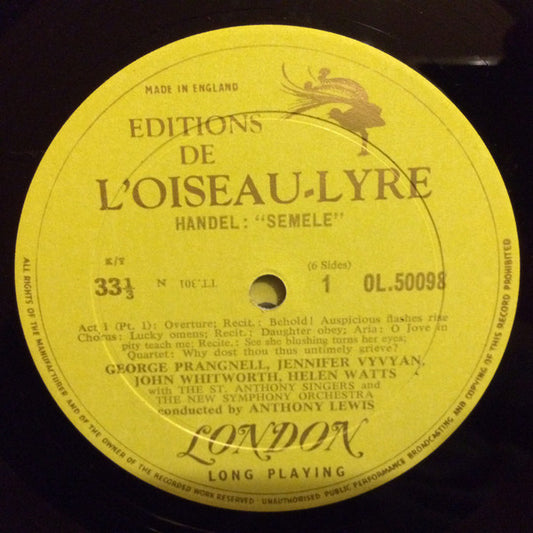 MADE IN ENGLAND
EDITIONS
DE
L'OISEAU-LYRE
HANDEL: "SEMELE"
K/T
33⅓
N
TT.301
(6 Sides)
1
OL.50098
Act 1 (Pt. 1): Overture; Recit.: Behold! Auspicious flashes rise
Chorus: Lucky omens; Recit.: Daughter obey; Aria: O Jove in
pity teach me; Recits.: See she blushing turns her eyes;
Quartet: Why dost thou thus untimely grieve?
GEORGE PRANGNELL, JENNIFER VYVYAN,
JOHN WHITWORTH, HELEN WATTS
with THE ST. ANTHONY SINGERS and
THE NEW SYMPHONY ORCHESTRA
conducted by ANTHONY LEWIS
LONDON
LONG PLAYING
ALL RIGHTS OF THE MANUFACTURER AND OF THE OWNER OF THE RECORDED WORK RESERVED · UNAUTHORISED PUBLIC PERFORMANCE BROADCASTING AND COPYING OF THIS RECORD PROHIBITED